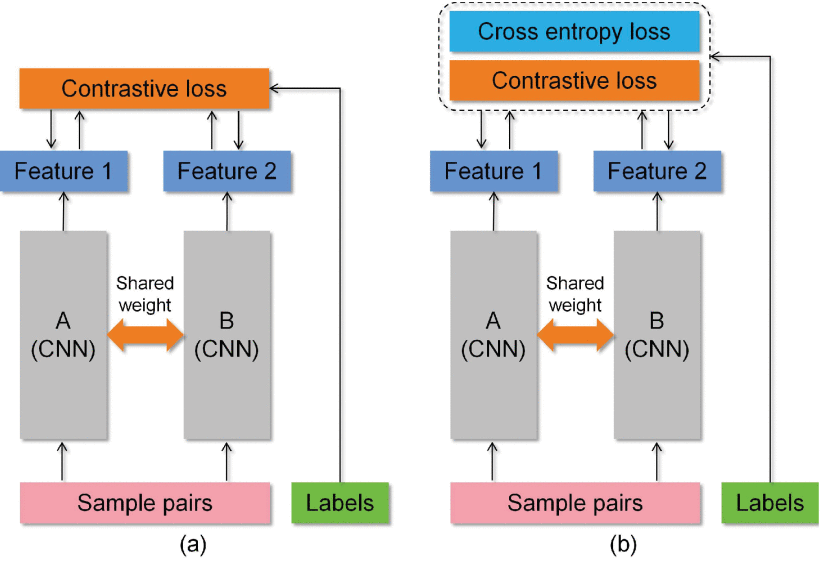 Contrastive loss
Feature 1
Feature 2
A
(CNN)
Shared
weight
B
(CNN)
Sample pairs
Labels
(a)
Cross entropy loss
Contrastive loss
Feature 1
Feature 2
A
(CNN)
Shared
weight
B
(CNN)
Sample pairs
Labels
(b)